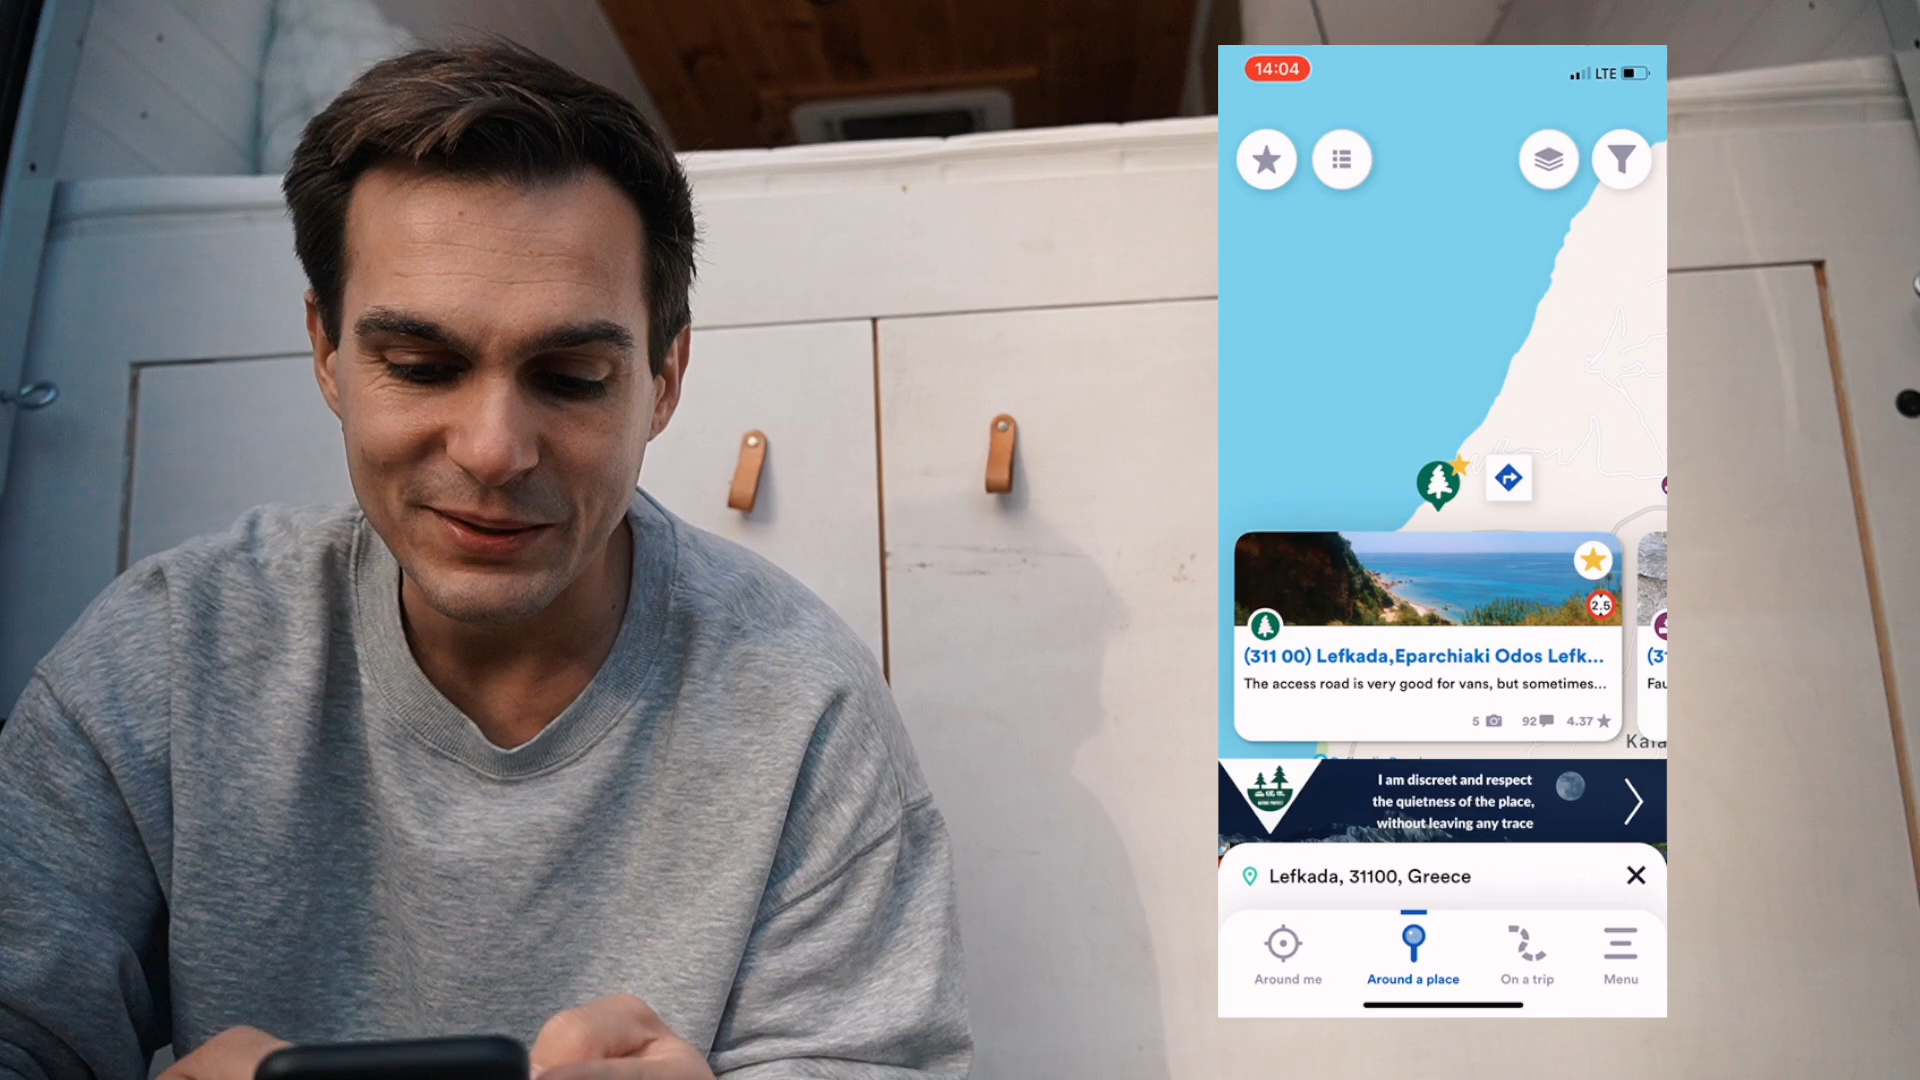 14:04
LTE
2.5
(311 00) Lefkada,Eparchiaki Odos Lefk...
The access road is very good for vans, but sometimes...
5
92
4.37
(31
Fau
Kala
I am discreet and respect
the quietness of the place,
without leaving any trace
Lefkada, 31100, Greece
Around me
Around a place
On a trip
Menu